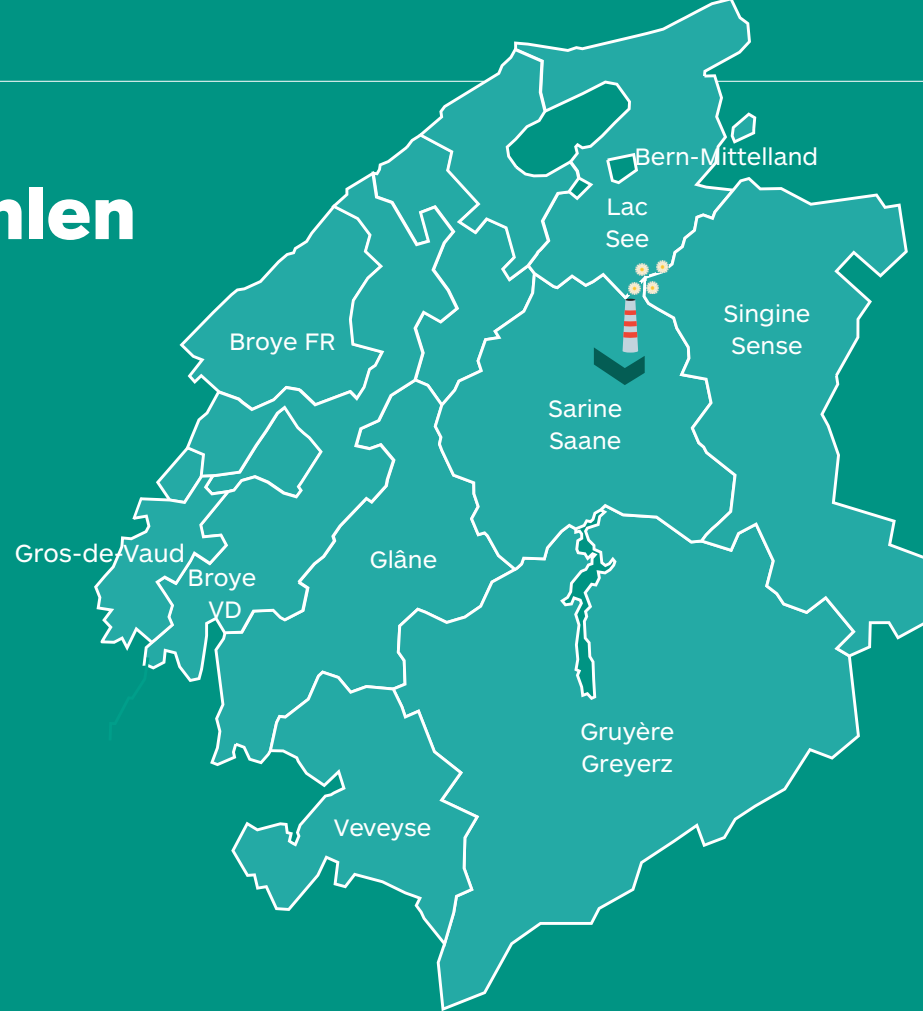 hlen
Bern-Mittelland
Lac
See
Singine
Sense
Broye FR
Sarine
Saane
Gros-de-Vaud
Glâne
Broye
VD
Gruyère
Greyerz
Veveyse